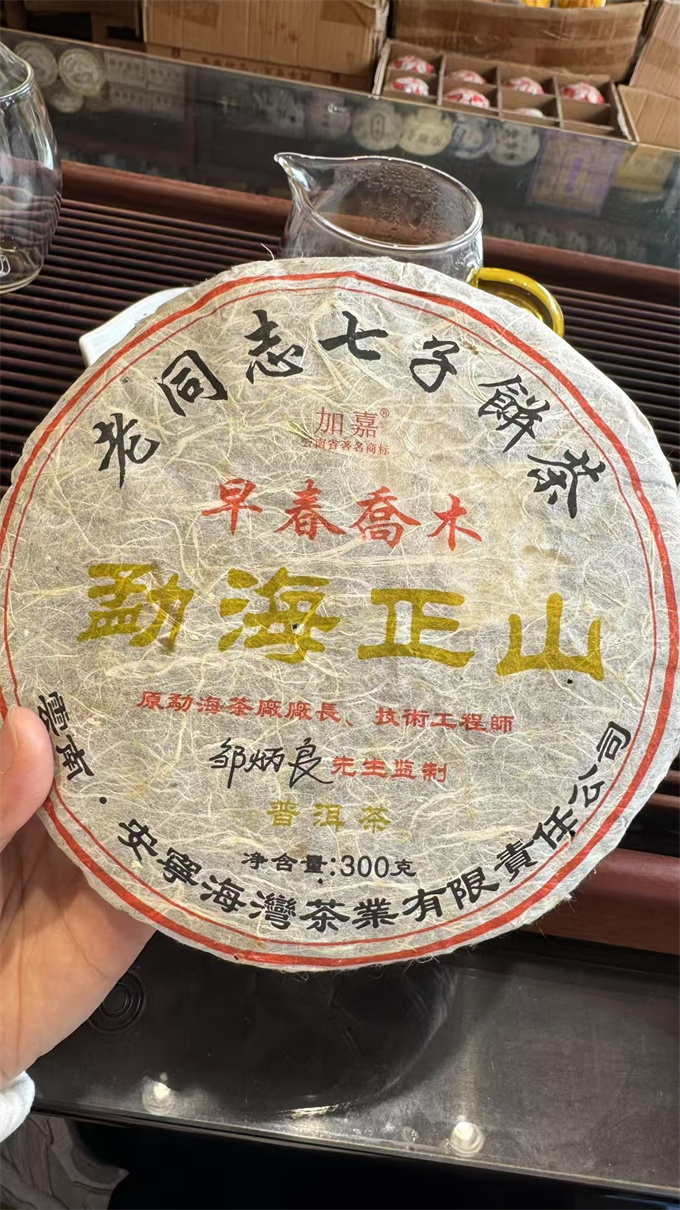 老同志七子餅茶
加嘉®
云南省著名商标
早春喬木
勐海正山
原勐海茶廠廠長、技術工程師
邹炳良先生监制
普洱茶
净含量:300克
雲南·安寧海灣茶業有限責任公司